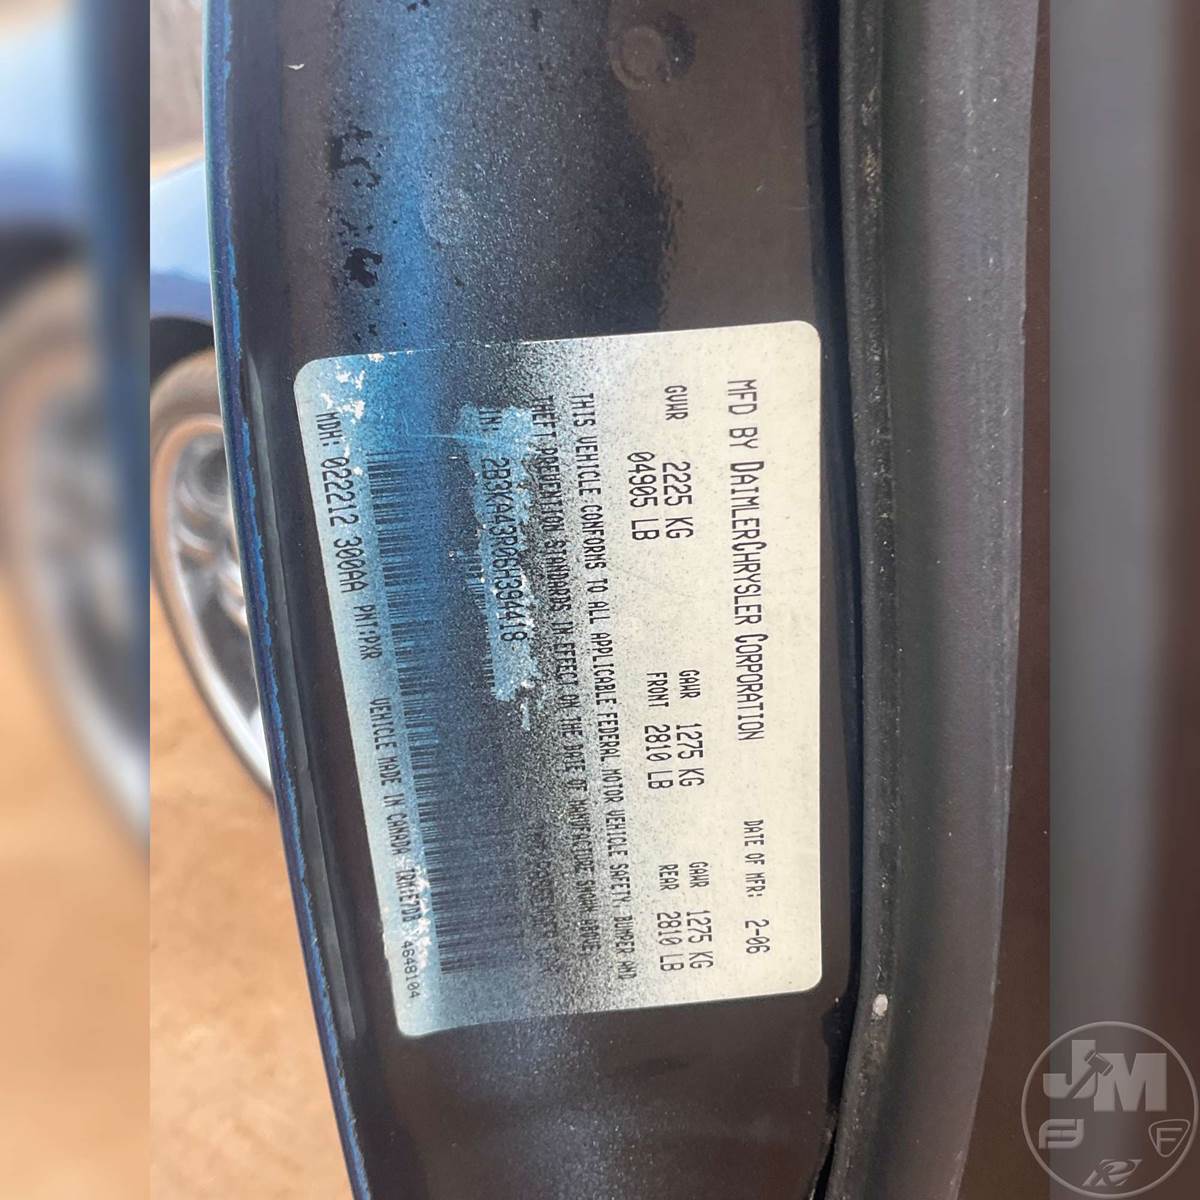 MFD BY DAIMLERCHRYSLER CORPORATION DATE OF MFR: 2-06
GVWR 2225 KG GAWR 1275 KG GAWR 1275 KG
04905 LB FRONT 2810 LB REAR 2810 LB
THIS VEHICLE CONFORMS TO ALL APPLICABLE FEDERAL MOTOR VEHICLE SAFETY, BUMPER AND
THEFT PREVENTION STANDARDS IN EFFECT ON THE DATE OF MANUFACTURE SHOWN ABOVE.
IN: 2B3KA43R06H394418
MDH: 022212 300AA PNT:PXR VEHICLE MADE IN CANADA 4648104
JM
F F
R